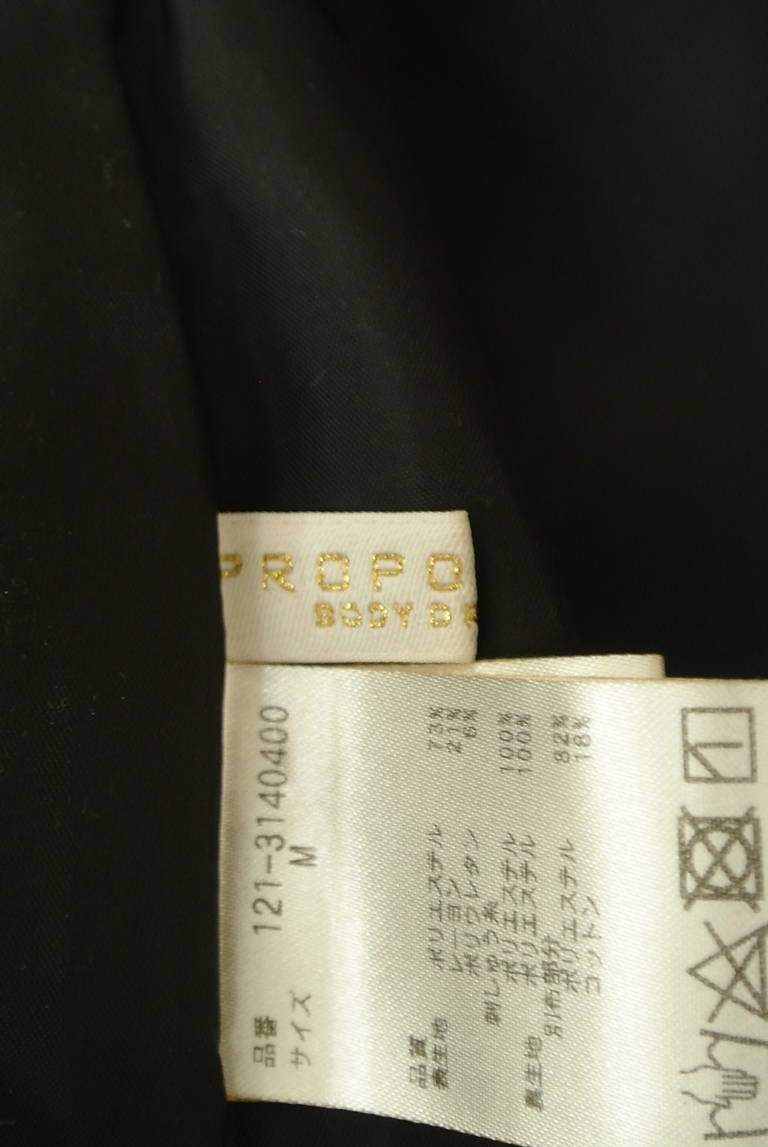 PROPO
BODY DR
品番 121-3140400
サイズ M
品質
表生地 ポリエステル 73%
レーヨン 21%
ポリウレタン 6%
刺しゅう糸
ポリエステル 100%
裏生地 ポリエステル 100%
別布部分
ポリエステル 82%
コットン 18%